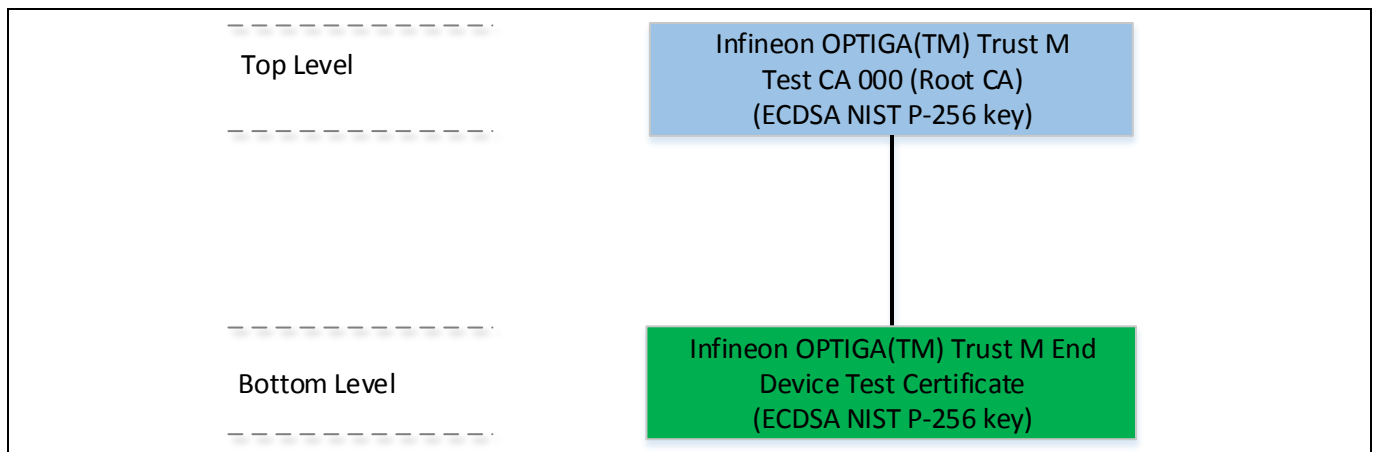 Top Level
Infineon OPTIGA(TM) Trust M
Test CA 000 (Root CA)
(ECDSA NIST P-256 key)
Bottom Level
Infineon OPTIGA(TM) Trust M End
Device Test Certificate
(ECDSA NIST P-256 key)